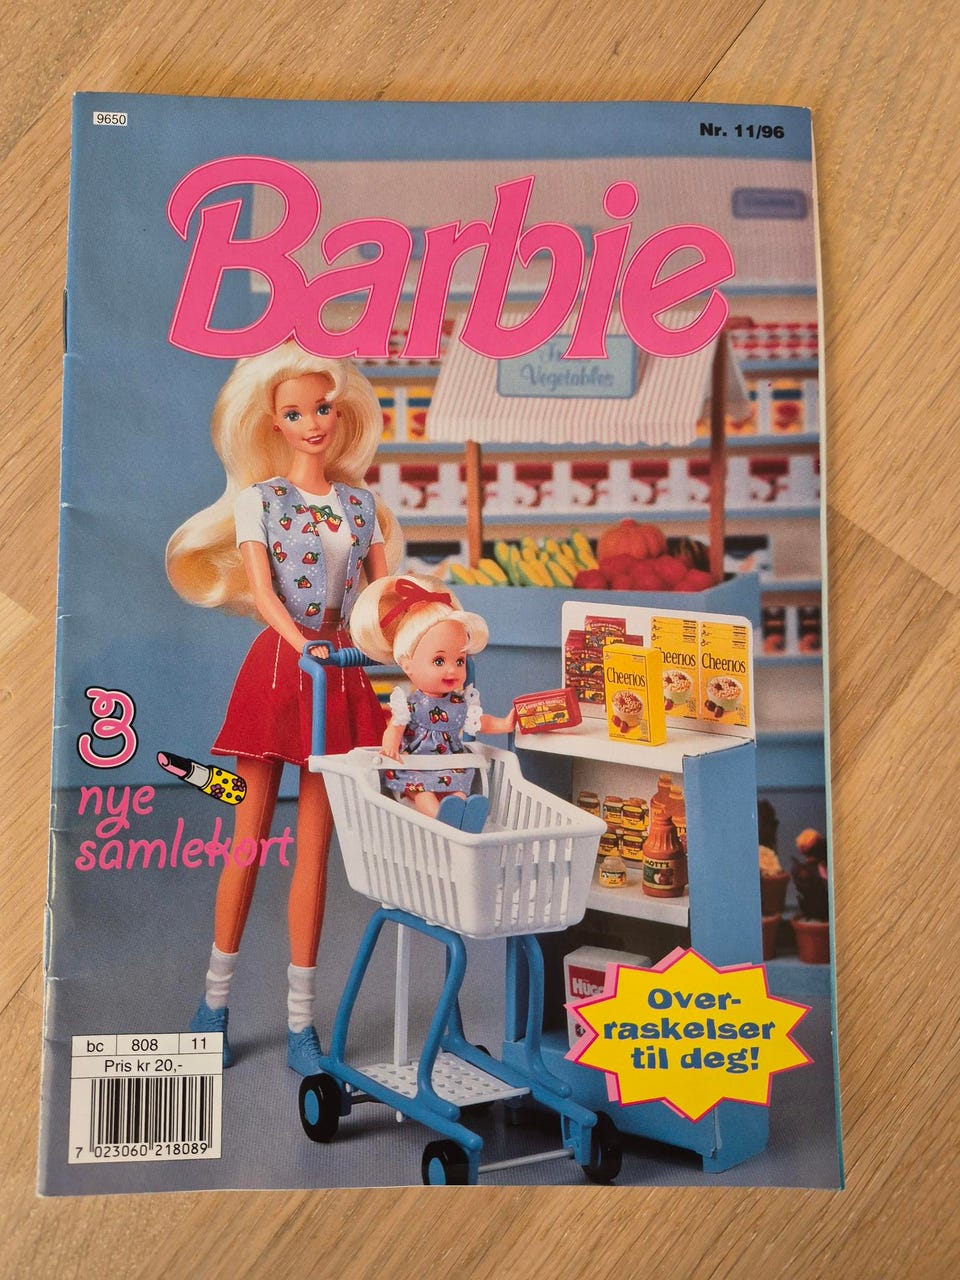 9650
Nr. 11/96
Barbie
Vegetables
Cheerios
Cheerios
Cheerios
MOTT'S
3
nye
samlekort
Over-
raskelser
til deg!
bc 808 11
Pris kr 20,-
7 023060 218089